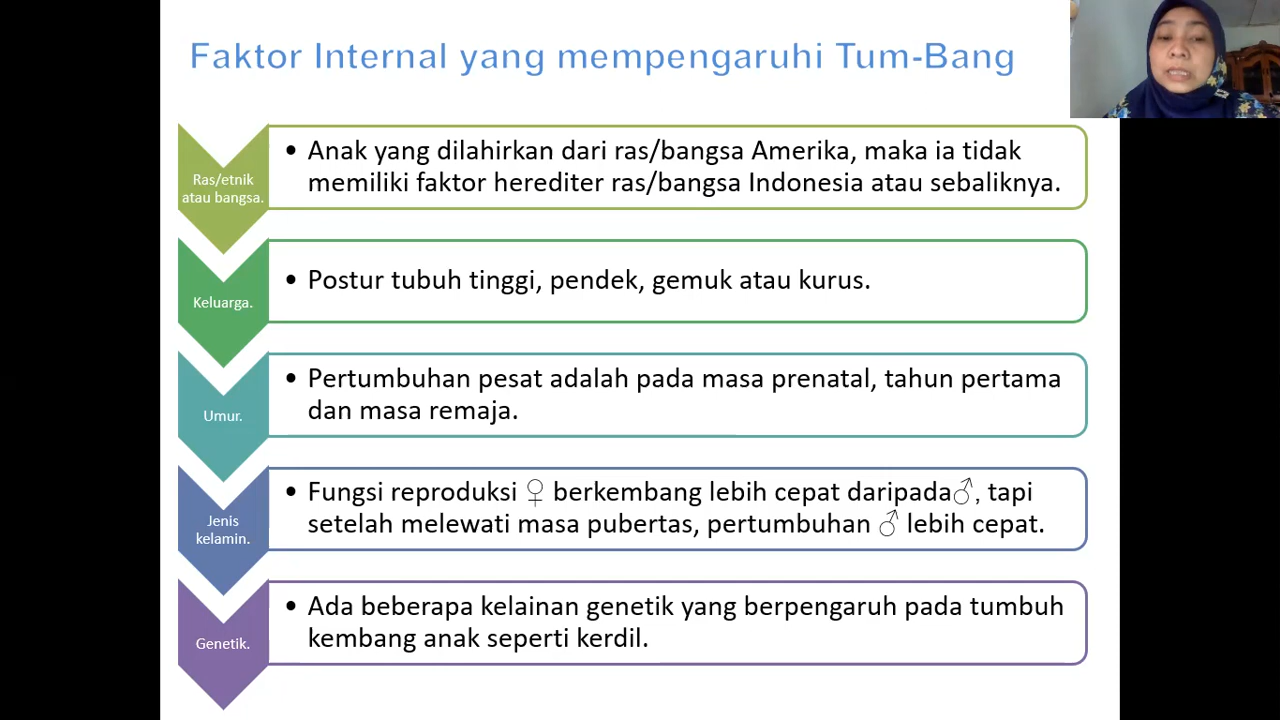 Faktor Internal yang mempengaruhi Tum-Bang
Ras/etnik
atau bangsa.
• Anak yang dilahirkan dari ras/bangsa Amerika, maka ia tidak
memiliki faktor herediter ras/bangsa Indonesia atau sebaliknya.
Keluarga.
• Postur tubuh tinggi, pendek, gemuk atau kurus.
Umur.
• Pertumbuhan pesat adalah pada masa prenatal, tahun pertama
dan masa remaja.
Jenis
kelamin.
• Fungsi reproduksi ♀ berkembang lebih cepat daripada♂, tapi
setelah melewati masa pubertas, pertumbuhan ♂ lebih cepat.
Genetik.
• Ada beberapa kelainan genetik yang berpengaruh pada tumbuh
kembang anak seperti kerdil.